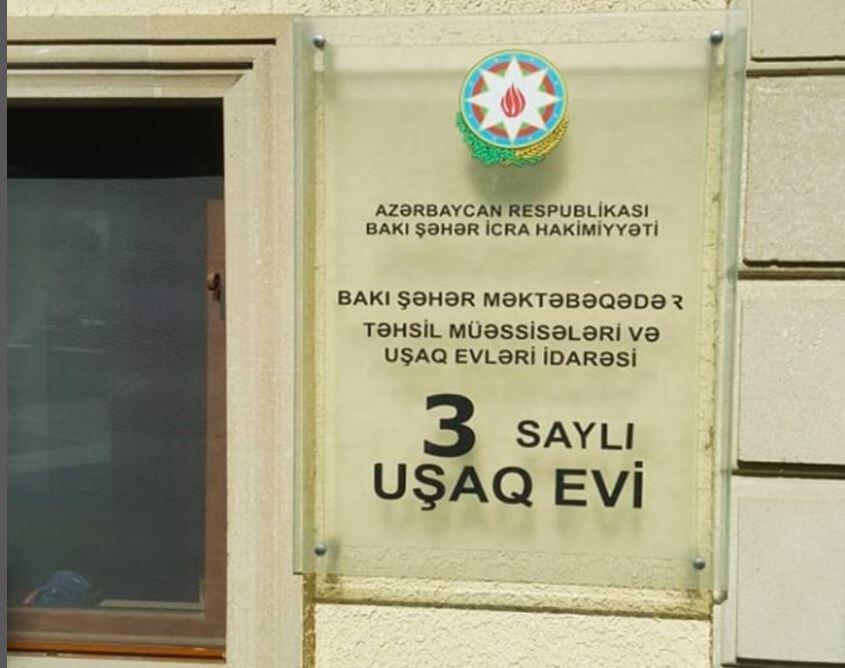 AZƏRBAYCAN RESPUBLİKASI
BAKI ŞƏHƏR İCRA HAKİMİYYƏTİ
BAKI ŞƏHƏR MƏKTƏBƏQƏDƏR
TƏHSİL MÜƏSSİSƏLƏRİ VƏ
UŞAQ EVLƏRİ İDARƏSİ
3 SAYLI
UŞAQ EVİ